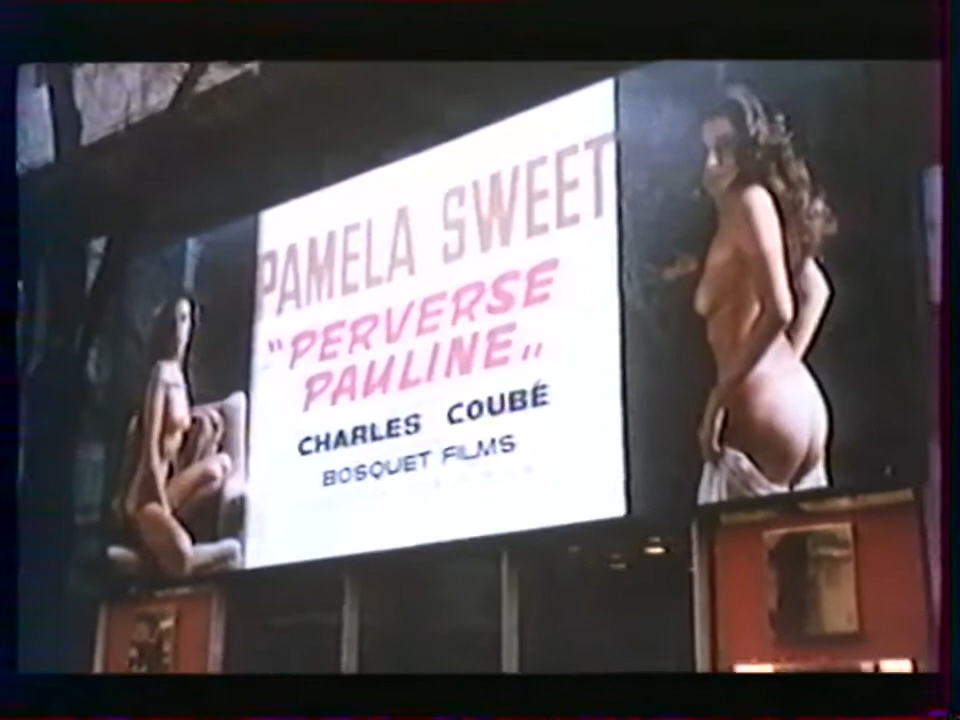 PAMELA SWEET
"PERVERSE
PAULINE„
CHARLES COUBÉ
BOSQUET FILMS